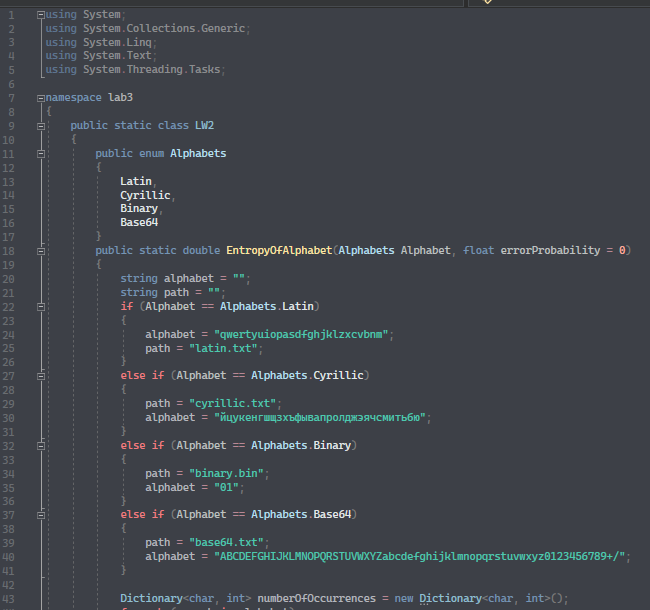 1 using System;
2 using System.Collections.Generic;
3 using System.Linq;
4 using System.Text;
5 using System.Threading.Tasks;
6
7 namespace lab3
8 {
9 public static class LW2
10 {
11 public enum Alphabets
12 {
13 Latin,
14 Cyrillic,
15 Binary,
16 Base64
17 }
18 public static double EntropyOfAlphabet(Alphabets Alphabet, float errorProbability = 0)
19 {
20 string alphabet = "";
21 string path = "";
22 if (Alphabet == Alphabets.Latin)
23 {
24 alphabet = "qwertyuiopasdfghjklzxcvbnm";
25 path = "latin.txt";
26 }
27 else if (Alphabet == Alphabets.Cyrillic)
28 {
29 path = "cyrillic.txt";
30 alphabet = "йцукенгшщзхъфывапролджэячсмитьбю";
31 }
32 else if (Alphabet == Alphabets.Binary)
33 {
34 path = "binary.bin";
35 alphabet = "01";
36 }
37 else if (Alphabet == Alphabets.Base64)
38 {
39 path = "base64.txt";
40 alphabet = "ABCDEFGHIJKLMNOPQRSTUVWXYZabcdefghijklmnopqrstuvwxyz0123456789+/";
41 }
42
43 Dictionary<char, int> numberOfOccurrences = new Dictionary<char, int>();